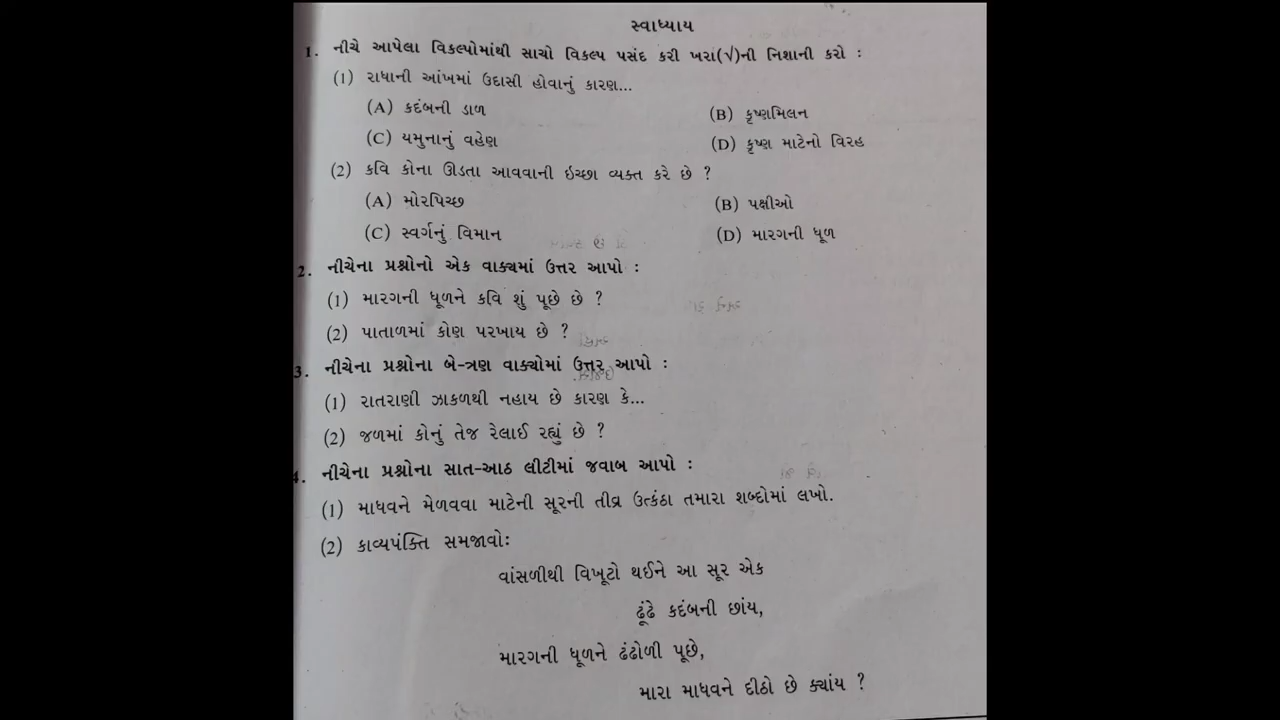 સ્વાધ્યાય
1. નીચે આપેલા વિકલ્પોમાંથી સાચો વિકલ્પ પસંદ કરી ખરા(√)ની નિશાની કરો :
(1) રાધાની આંખમાં ઉદાસી હોવાનું કારણ...
(A) કદંબની ડાળ (B) કૃષ્ણમિલન
(C) યમુનાનું વહેણ (D) કૃષ્ણ માટેનો વિરહ
(2) કવિ કોના ઊડતા આવવાની ઇચ્છા વ્યક્ત કરે છે ?
(A) મોરપિચ્છ (B) પક્ષીઓ
(C) સ્વર્ગનું વિમાન (D) મારગની ધૂળ
2. નીચેના પ્રશ્નોનો એક વાક્યમાં ઉત્તર આપો :
(1) મારગની ધૂળને કવિ શું પૂછે છે ?
(2) પાતાળમાં કોણ પરખાય છે ?
3. નીચેના પ્રશ્નોના બે-ત્રણ વાક્યોમાં ઉત્તર આપો :
(1) રાતરાણી ઝાકળથી નહાય છે કારણ કે...
(2) જળમાં કોનું તેજ રેલાઈ રહ્યું છે ?
4. નીચેના પ્રશ્નોના સાત-આઠ લીટીમાં જવાબ આપો :
(1) માધવને મેળવવા માટેની સૂરની તીવ્ર ઉત્કંઠા તમારા શબ્દોમાં લખો.
(2) કાવ્યપંક્તિ સમજાવોઃ
વાંસળીથી વિખૂટો થઈને આ સૂર એક
ઢૂંઢે કદંબની છાંય,
મારગની ધૂળને ઢંઢોળી પૂછે,
મારા માધવને દીઠો છે ક્યાંય ?